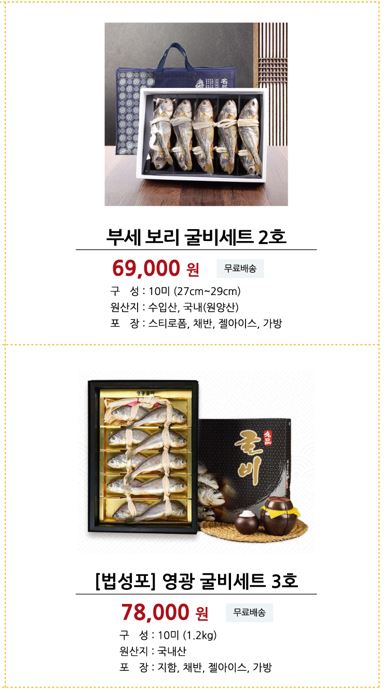 부세 보리 굴비세트 2호
69,000 원 무료배송
구 성 : 10미 (27cm~29cm)
원산지 : 수입산, 국내(원양산)
포 장 : 스티로폼, 채반, 젤아이스, 가방
굴비
[법성포] 영광 굴비세트 3호
78,000 원 무료배송
구 성 : 10미 (1.2kg)
원산지 : 국내산
포 장 : 지함, 채반, 젤아이스, 가방